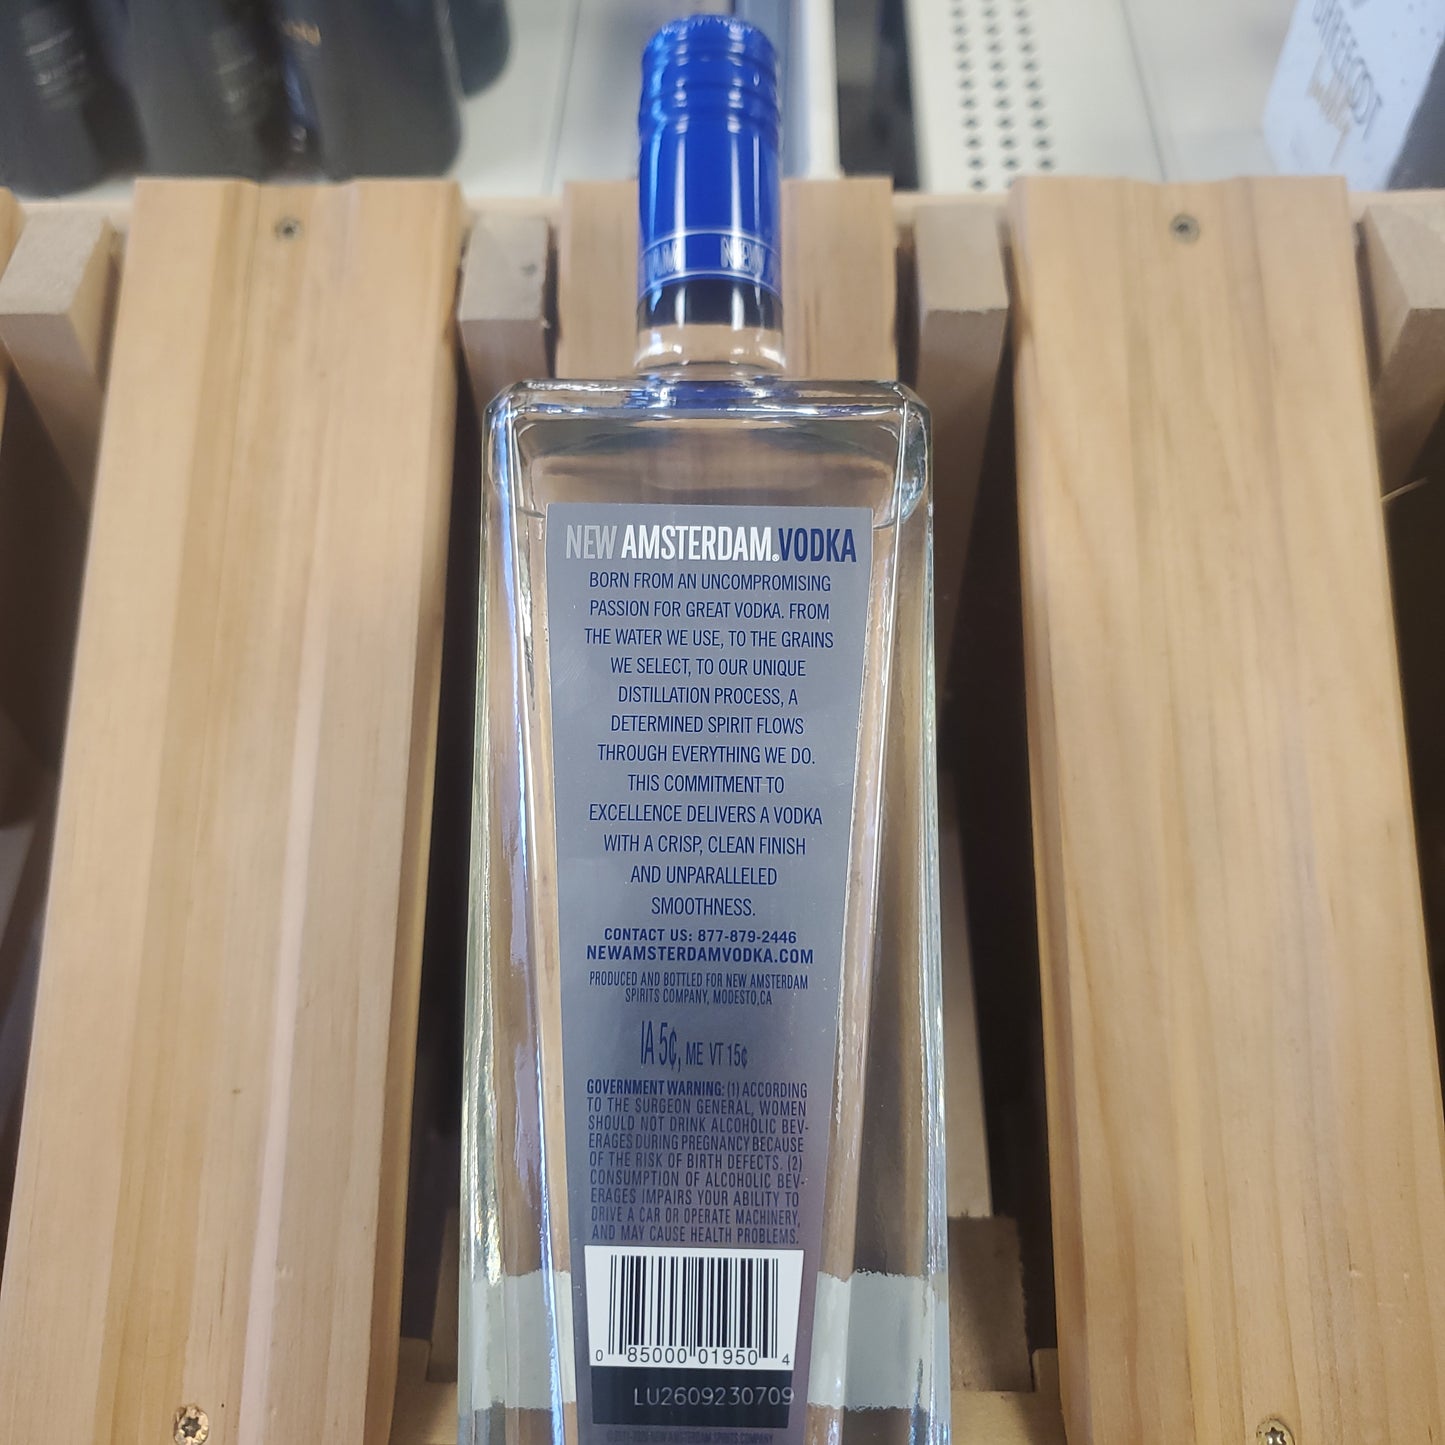 BAREFOOT
AM NEW A
NEW AMSTERDAM®VODKA
BORN FROM AN UNCOMPROMISING
PASSION FOR GREAT VODKA. FROM
THE WATER WE USE, TO THE GRAINS
WE SELECT, TO OUR UNIQUE
DISTILLATION PROCESS, A
DETERMINED SPIRIT FLOWS
THROUGH EVERYTHING WE DO.
THIS COMMITMENT TO
EXCELLENCE DELIVERS A VODKA
WITH A CRISP, CLEAN FINISH
AND UNPARALLELED
SMOOTHNESS.
CONTACT US: 877-879-2446
NEWAMSTERDAMVODKA.COM
PRODUCED AND BOTTLED FOR NEW AMSTERDAM
SPIRITS COMPANY, MODESTO,CA
IA 5¢, ME VT 15¢
GOVERNMENT WARNING: (1) ACCORDING
TO THE SURGEON GENERAL, WOMEN
SHOULD NOT DRINK ALCOHOLIC BEV-
ERAGES DURING PREGNANCY BECAUSE
OF THE RISK OF BIRTH DEFECTS. (2)
CONSUMPTION OF ALCOHOLIC BEV-
ERAGES IMPAIRS YOUR ABILITY TO
DRIVE A CAR OR OPERATE MACHINERY,
AND MAY CAUSE HEALTH PROBLEMS.
0 85000 01950 4
LU2609230709
NEW AMSTERDAM SPIRITS COMPANY